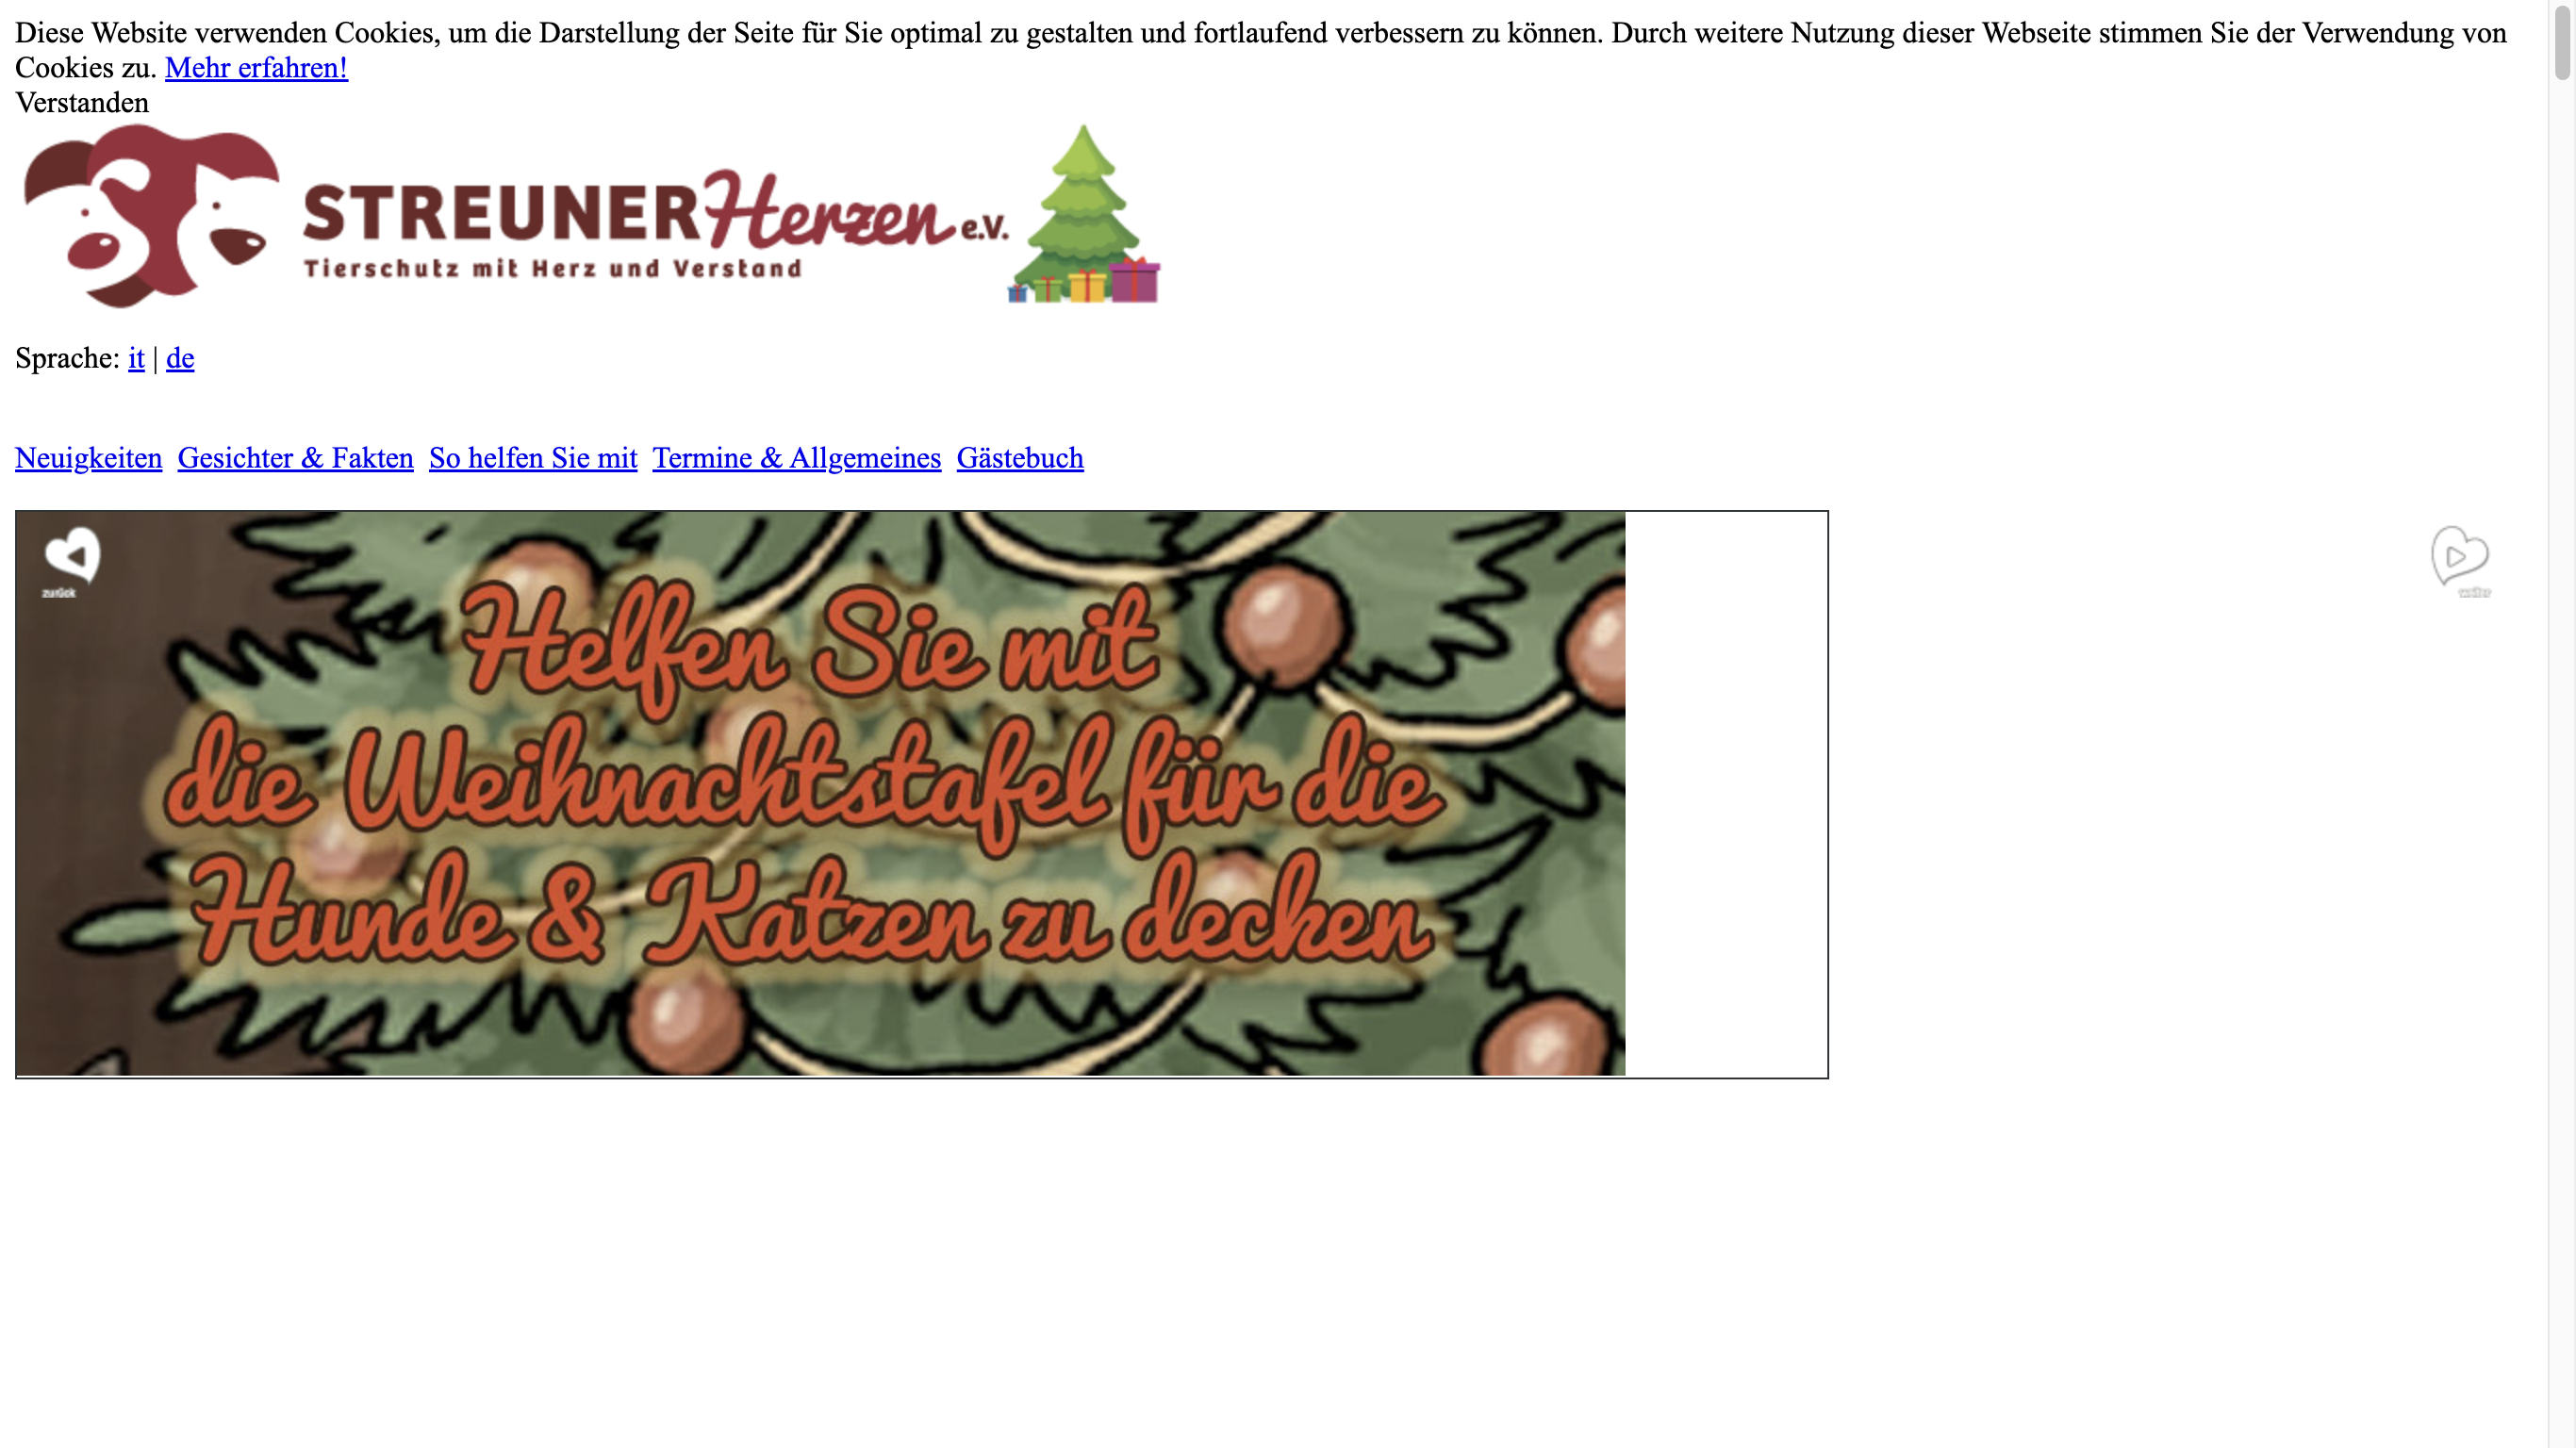 Diese Website verwenden Cookies, um die Darstellung der Seite für Sie optimal zu gestalten und fortlaufend verbessern zu können. Durch weitere Nutzung dieser Webseite stimmen Sie der Verwendung von
Cookies zu. Mehr erfahren!
Verstanden
STREUNERHerzen e.V.
Tierschutz mit Herz und Verstand
Sprache: it | de
Neuigkeiten Gesichter & Fakten So helfen Sie mit Termine & Allgemeines Gästebuch
zurück
weiter
Helfen Sie mit
die Weihnachtstafel für die
Hunde & Katzen zu decken